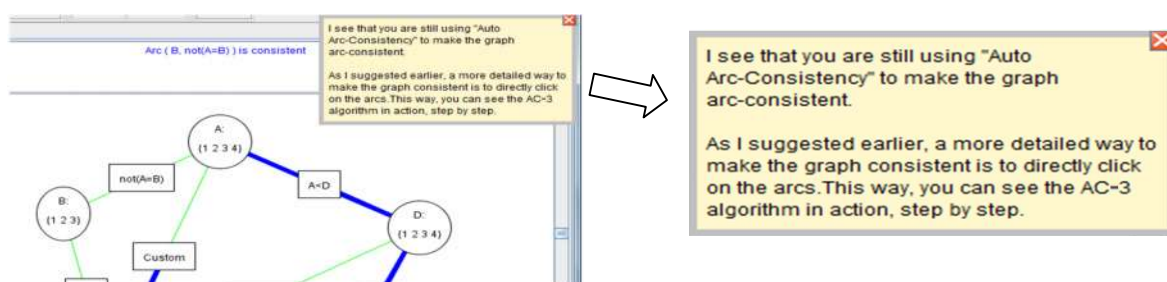 Arc ( B, not(A=B) ) is consistent
I see that you are still using "Auto
Arc-Consistency" to make the graph
arc-consistent.
As I suggested earlier, a more detailed way to
make the graph consistent is to directly click
on the arcs.This way, you can see the AC-3
algorithm in action, step by step.
A:
{1 2 3 4}
not(A=B)
A<D
B:
{1 2 3}
D:
{1 2 3 4}
Custom
I see that you are still using "Auto
Arc-Consistency" to make the graph
arc-consistent.
As I suggested earlier, a more detailed way to
make the graph consistent is to directly click
on the arcs.This way, you can see the AC-3
algorithm in action, step by step.